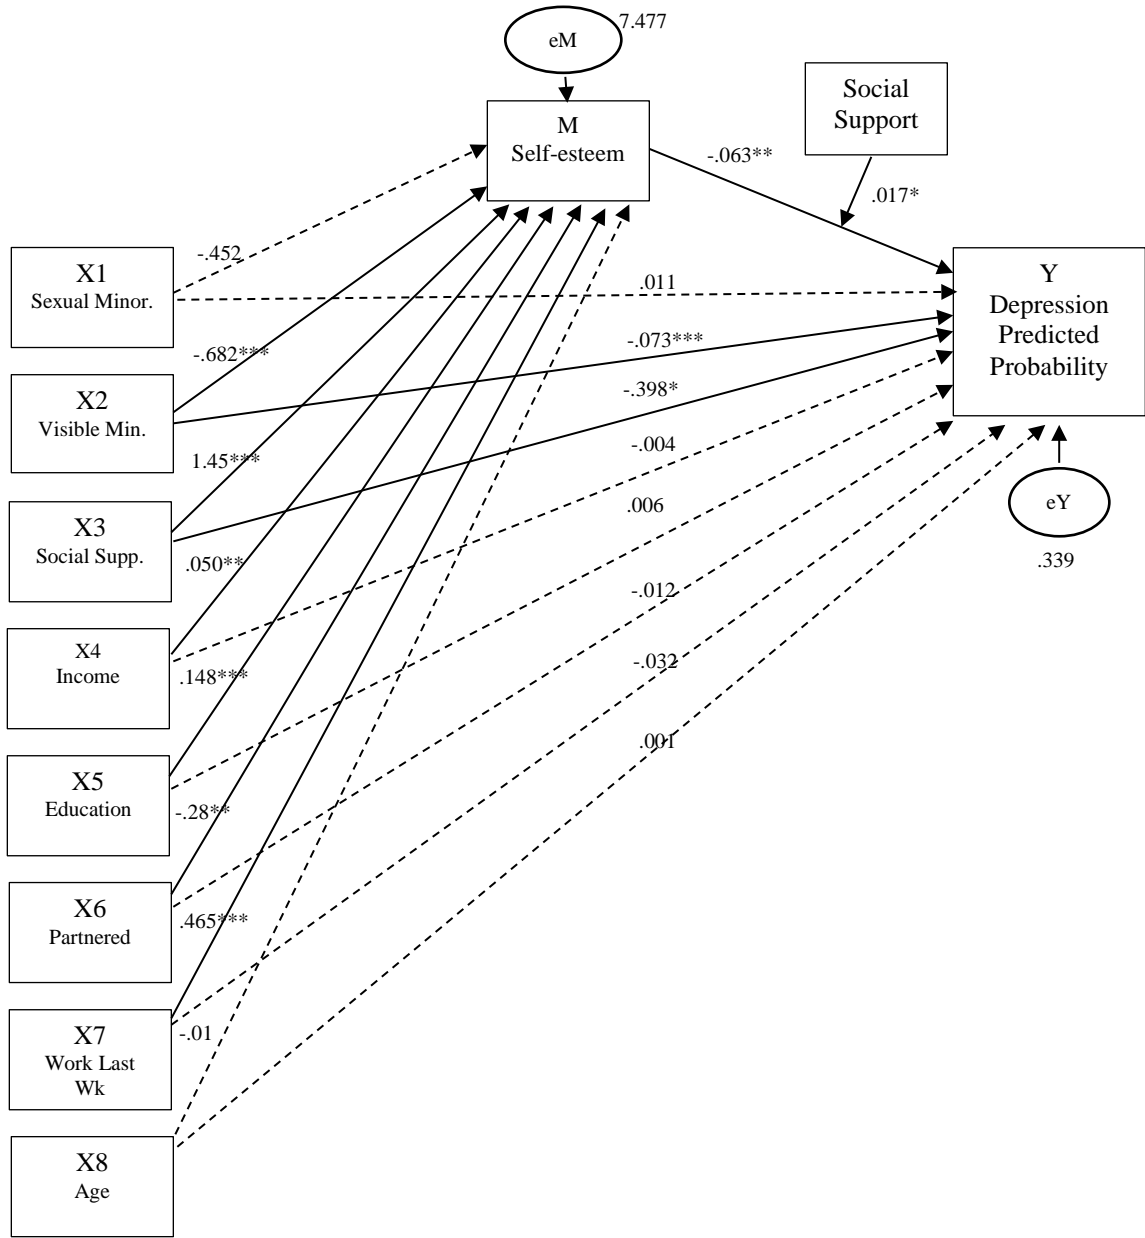 7.477
eM
M
Self-esteem
Social
Support
-.063**
.017*
X1
Sexual Minor.
-.452
.011
Y
Depression
Predicted
Probability
X2
Visible Min.
-.682***
-.073***
-.398*
X3
Social Supp.
1.45***
-.004
.006
eY
.339
X4
Income
.050**
-.012
X5
Education
.148***
-.032
.001
X6
Partnered
-.28**
X7
Work Last
Wk
.465***
X8
Age
-.01